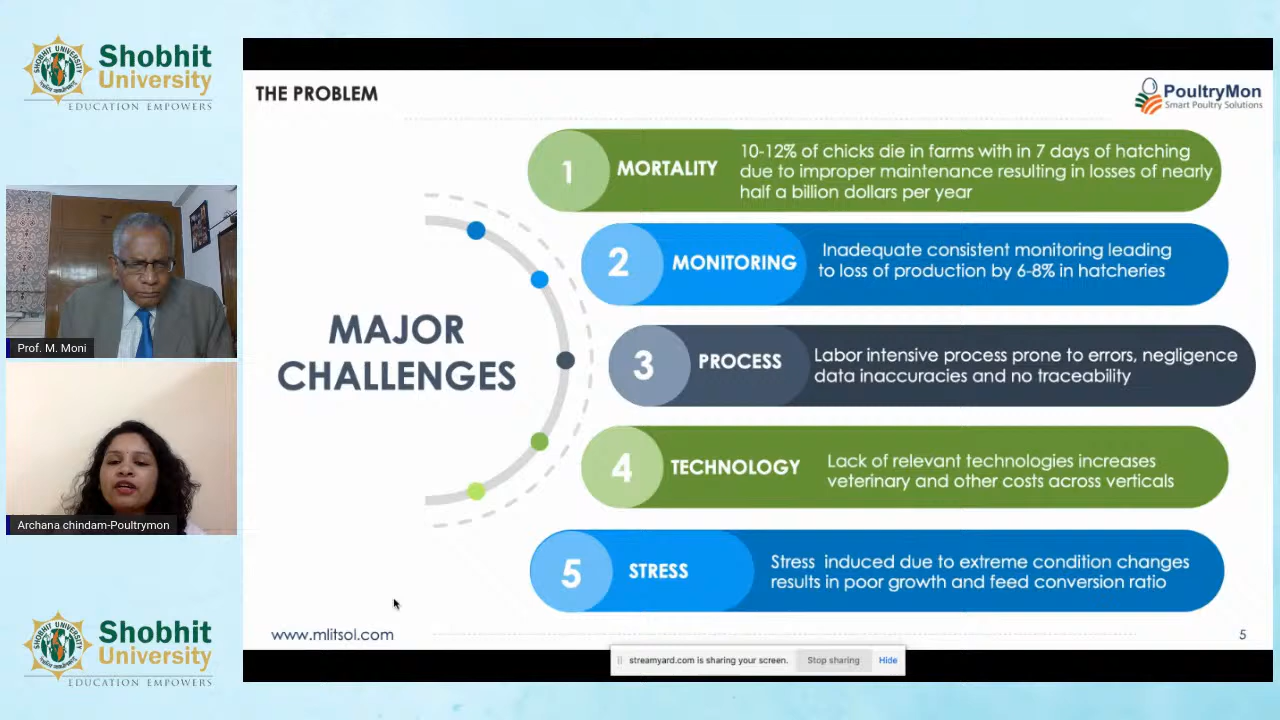 Shobhit
University
EDUCATION EMPOWERS
Prof. M. Moni
Archana chindam-Poultrymon
Shobhit
University
EDUCATION EMPOWERS
THE PROBLEM
PoultryMon
Smart Poultry Solutions
MAJOR
CHALLENGES
1
MORTALITY
10-12% of chicks die in farms with in 7 days of hatching
due to improper maintenance resulting in losses of nearly
half a billion dollars per year
2
MONITORING
Inadequate consistent monitoring leading
to loss of production by 6-8% in hatcheries
3
PROCESS
Labor intensive process prone to errors, negligence
data inaccuracies and no traceability
4
TECHNOLOGY
Lack of relevant technologies increases
veterinary and other costs across verticals
5
STRESS
Stress induced due to extreme condition changes
results in poor growth and feed conversion ratio
www.mlitsol.com
5
streamyard.com is sharing your screen.
Stop sharing
Hide